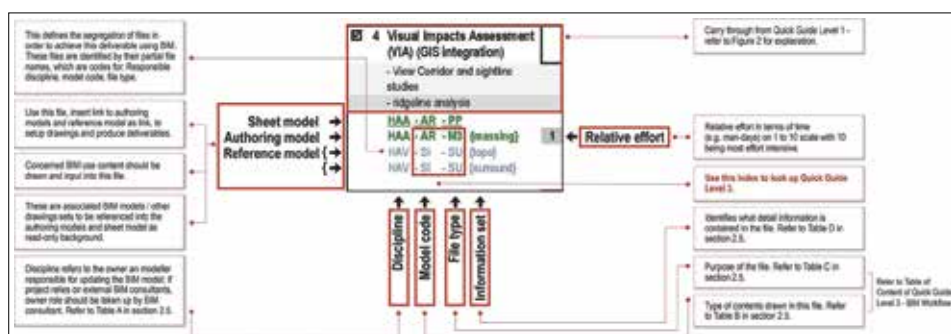 This defines the segregation of files in
order to achieve this deliverable using BIM.
These files are identified by their partial file
names, which are codes for: Responsible
discipline, model code, file type.
Use this file, insert link to authoring
models and reference model as link, to
setup drawings and produce deliverables.
Concerned BIM use content should be
drawn and input into this file.
These are associated BIM models / other
drawings sets to be referenced into the
authoring models and sheet model as
read-only background.
Discipline refers to the owner an modeller
responsible for updating the BIM model. If
project relies on external BIM consultants,
owner role should be taken up by BIM
consultant. Refer to Table A in section 2.5.
Sheet model
Authoring model
Reference model {
{
4 Visual Impacts Assessment
(VIA) (GIS integration)
- View Corridor and sightline
studies
- ridgeline analysis
HAA - AR - PP
HAA - AR - M3 (massing)
HAV - SI - SU (topo)
HAV - SI - SU (surround)
1
Relative effort
Discipline
Model code
File type
Information set
Carry through from Quick Guide Level 1 -
refer to Figure 2 for explanation.
Relative effort in terms of time
(e.g. man-days) on 1 to 10 scale with 10
being most effort intensive.
Use this index to look up Quick Guide
Level 3.
Identifies what detail information is
contained in the file. Refer to Table D in
section 2.5.
Purpose of the file. Refer to Table C in
section 2.5.
Type of contents drawn in this file. Refer
to Table B in section 2.5.
Refer to Table of
Content of Quick Guide
Level 3 - BIM Workflow